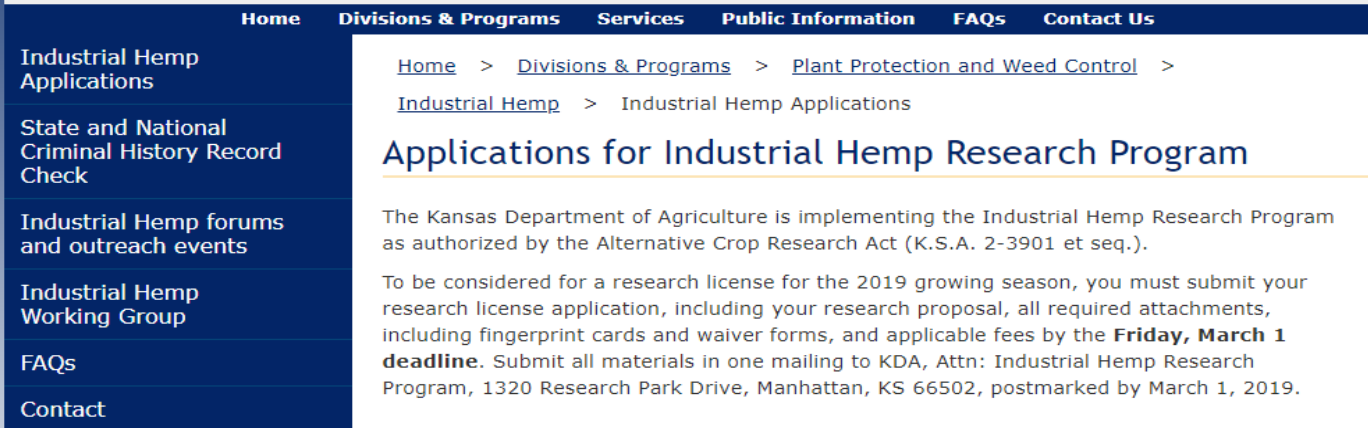 Home Divisions & Programs Services Public Information FAQs Contact Us
Industrial Hemp
Applications
State and National
Criminal History Record
Check
Industrial Hemp forums
and outreach events
Industrial Hemp
Working Group
FAQs
Contact
Home > Divisions & Programs > Plant Protection and Weed Control >
Industrial Hemp > Industrial Hemp Applications
Applications for Industrial Hemp Research Program
The Kansas Department of Agriculture is implementing the Industrial Hemp Research Program
as authorized by the Alternative Crop Research Act (K.S.A. 2-3901 et seq.).
To be considered for a research license for the 2019 growing season, you must submit your
research license application, including your research proposal, all required attachments,
including fingerprint cards and waiver forms, and applicable fees by the Friday, March 1
deadline. Submit all materials in one mailing to KDA, Attn: Industrial Hemp Research
Program, 1320 Research Park Drive, Manhattan, KS 66502, postmarked by March 1, 2019.